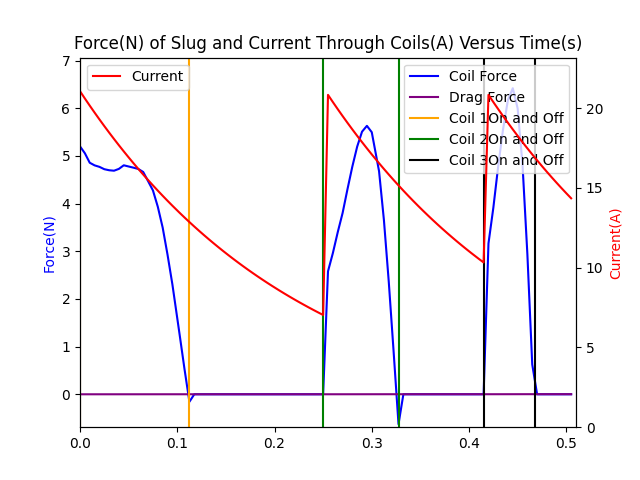 Force(N) of Slug and Current Through Coils(A) Versus Time(s)
Current
Coil Force
Drag Force
Coil 1On and Off
Coil 2On and Off
Coil 3On and Off
Force(N)
7
6
5
4
3
2
1
0
Current(A)
20
15
10
5
0
0.0 0.1 0.2 0.3 0.4 0.5